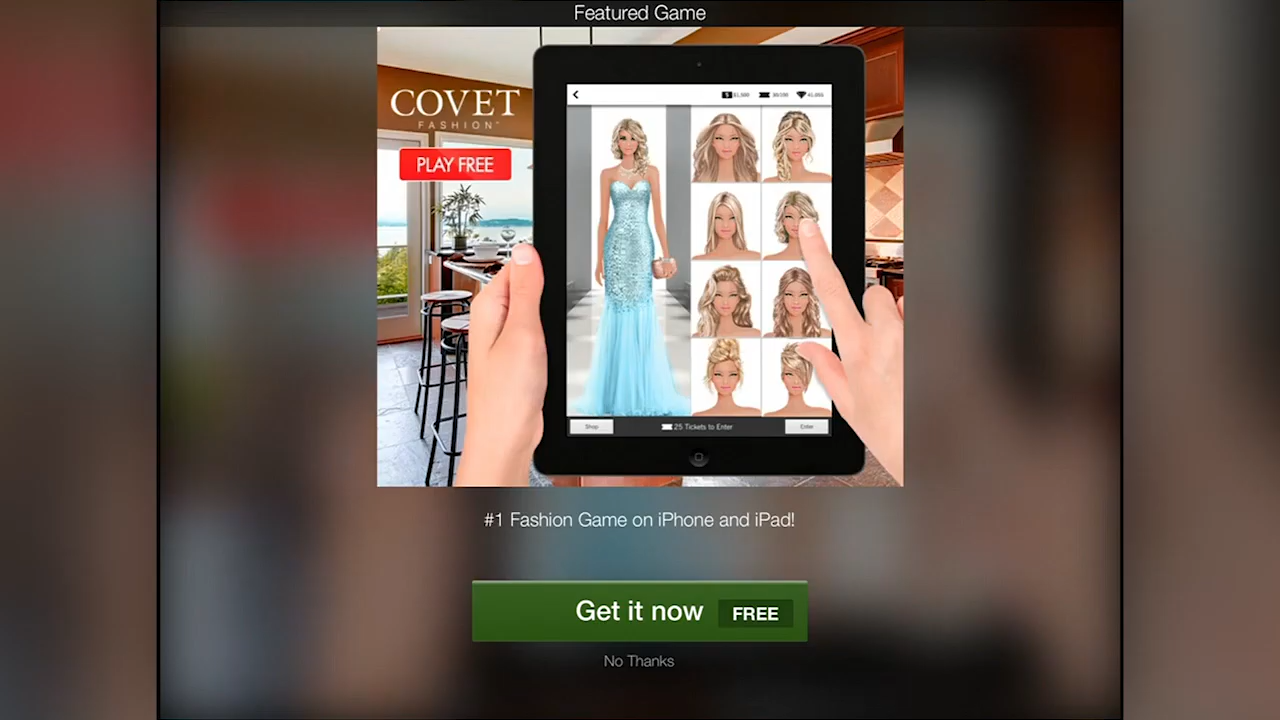 Featured Game
COVET
FASHION™
PLAY FREE
25 Tickets to Enter
Shop
Enter
#1 Fashion Game on iPhone and iPad!
Get it now FREE
No Thanks